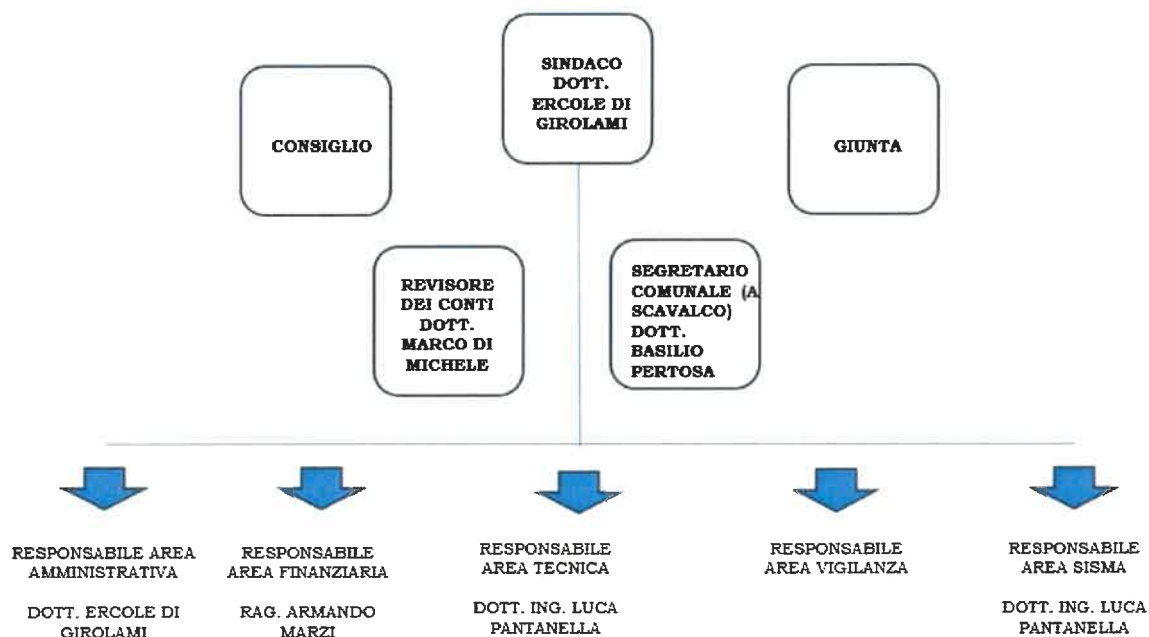 SINDACO
DOTT.
ERCOLE DI
GIROLAMI
CONSIGLIO
GIUNTA
REVISORE
DEI CONTI
DOTT.
MARCO DI
MICHELE
SEGRETARIO
COMUNALE (A
SCAVALCO)
DOTT.
BASILIO
PERTOSA
RESPONSABILE AREA
AMMINISTRATIVA
DOTT. ERCOLE DI
GIROLAMI
RESPONSABILE
AREA FINANZIARIA
RAG. ARMANDO
MARZI
RESPONSABILE
AREA TECNICA
DOTT. ING. LUCA
PANTANELLA
RESPONSABILE
AREA VIGILANZA
RESPONSABILE
AREA SISMA
DOTT. ING. LUCA
PANTANELLA